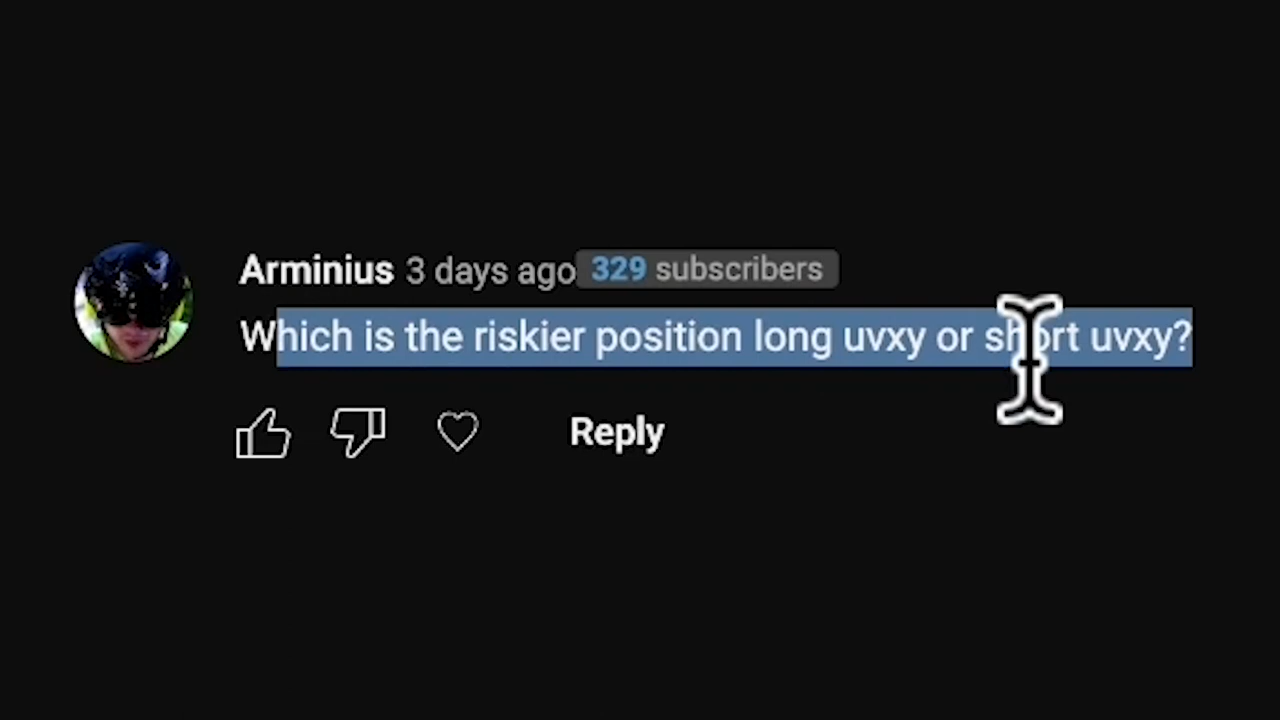 Arminius 3 days ago 329 subscribers
Which is the riskier position long uvxy or short uvxy?
Reply